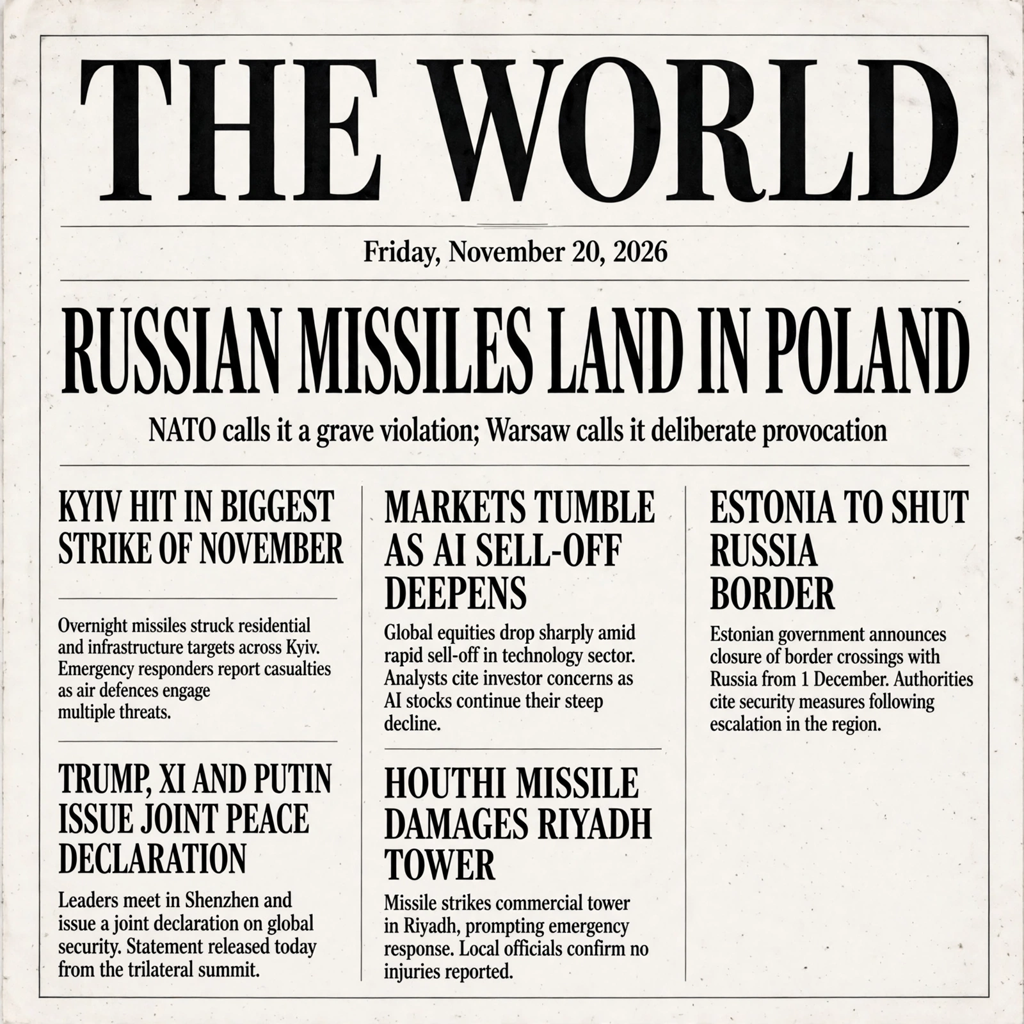 THE WORLD
Friday, November 20, 2026
RUSSIAN MISSILES LAND IN POLAND
NATO calls it a grave violation; Warsaw calls it deliberate provocation
KYIV HIT IN BIGGEST
STRIKE OF NOVEMBER
Overnight missiles struck residential
and infrastructure targets across Kyiv.
Emergency responders report casualties
as air defences engage
multiple threats.
TRUMP, XI AND PUTIN
ISSUE JOINT PEACE
DECLARATION
Leaders meet in Shenzhen and
issue a joint declaration on global
security. Statement released today
from the trilateral summit.
MARKETS TUMBLE
AS AI SELL-OFF
DEEPENS
Global equities drop sharply amid
rapid sell-off in technology sector.
Analysts cite investor concerns as
AI stocks continue their steep
decline.
HOUTHI MISSILE
DAMAGES RIYADH
TOWER
Missile strikes commercial tower
in Riyadh, prompting emergency
response. Local officials confirm no
injuries reported.
ESTONIA TO SHUT
RUSSIA
BORDER
Estonian government announces
closure of border crossings with
Russia from 1 December. Authorities
cite security measures following
escalation in the region.